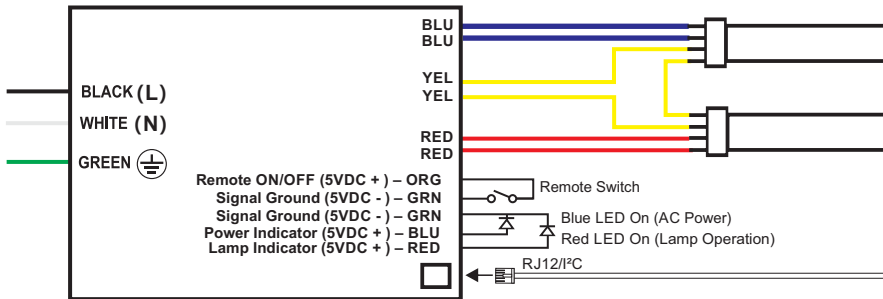 BLU
BLU
YEL
YEL
BLACK (L)
WHITE (N)
GREEN
RED
RED
Remote ON/OFF (5VDC + ) – ORG
Signal Ground (5VDC - ) – GRN
Signal Ground (5VDC - ) – GRN
Power Indicator (5VDC + ) – BLU
Lamp Indicator (5VDC + ) – RED
Remote Switch
Blue LED On (AC Power)
Red LED On (Lamp Operation)
RJ12/I²C